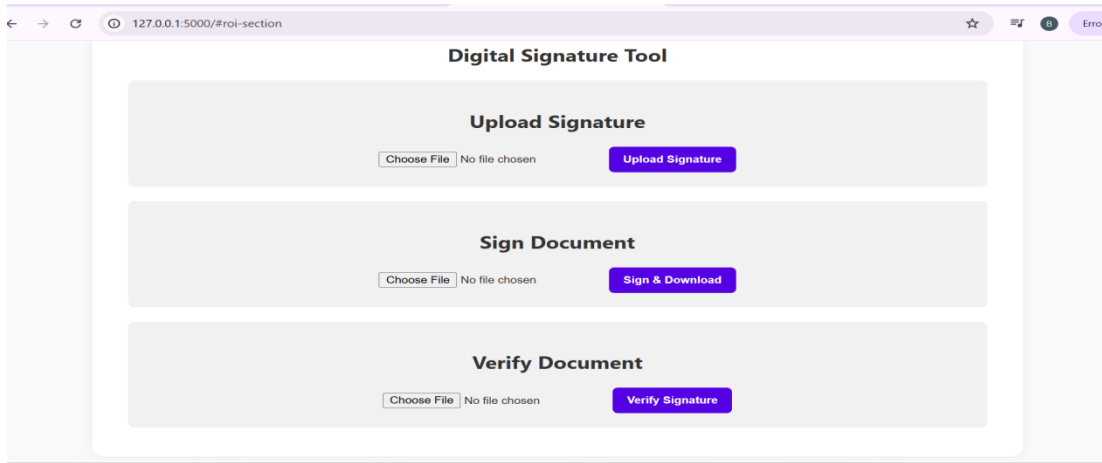 127.0.0.1:5000/#roi-section
B
Erro
Digital Signature Tool
Upload Signature
Choose File No file chosen Upload Signature
Sign Document
Choose File No file chosen Sign & Download
Verify Document
Choose File No file chosen Verify Signature